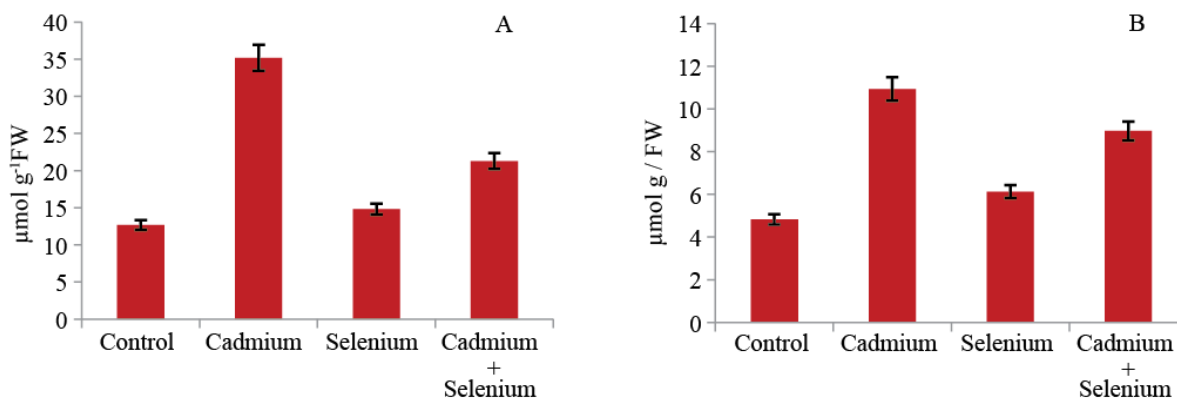 A
40
35
30
25
20
15
10
5
0
µmol g⁻¹FW
Control Cadmium Selenium Cadmium
+
Selenium
B
14
12
10
8
6
4
2
0
µmol g / FW
Control Cadmium Selenium Cadmium
+
Selenium